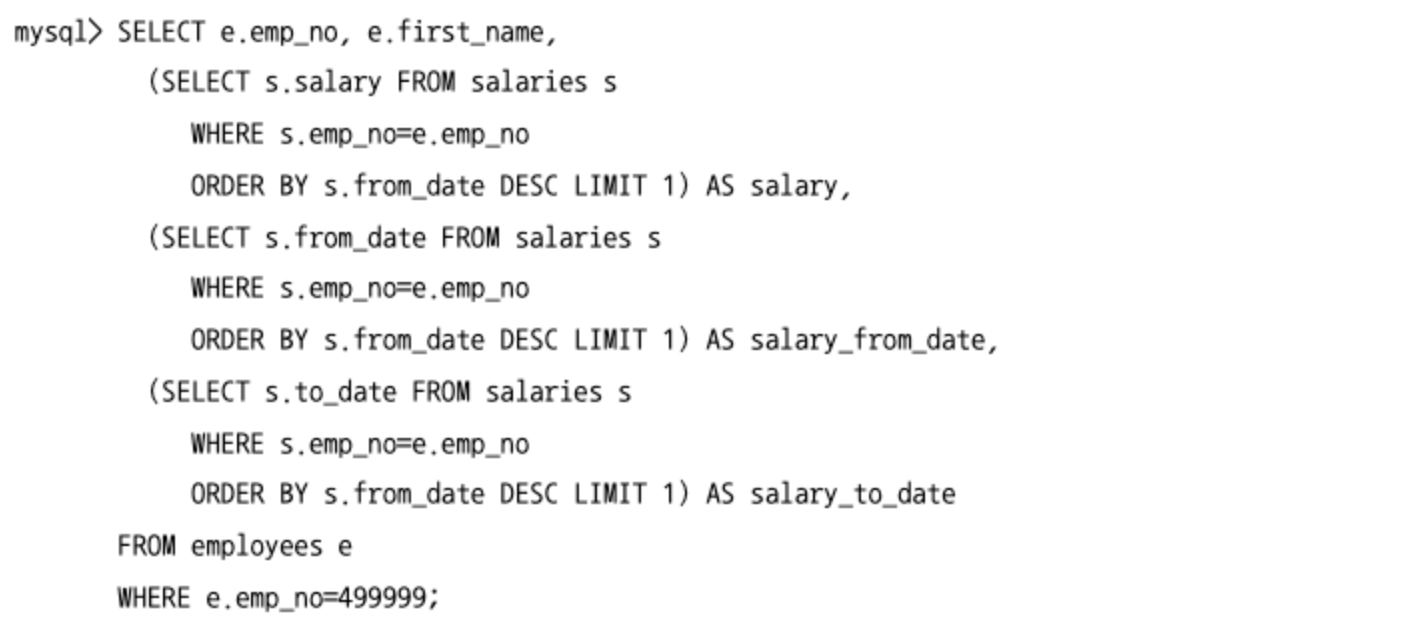 mysql> SELECT e.emp_no, e.first_name,
(SELECT s.salary FROM salaries s
WHERE s.emp_no=e.emp_no
ORDER BY s.from_date DESC LIMIT 1) AS salary,
(SELECT s.from_date FROM salaries s
WHERE s.emp_no=e.emp_no
ORDER BY s.from_date DESC LIMIT 1) AS salary_from_date,
(SELECT s.to_date FROM salaries s
WHERE s.emp_no=e.emp_no
ORDER BY s.from_date DESC LIMIT 1) AS salary_to_date
FROM employees e
WHERE e.emp_no=499999;